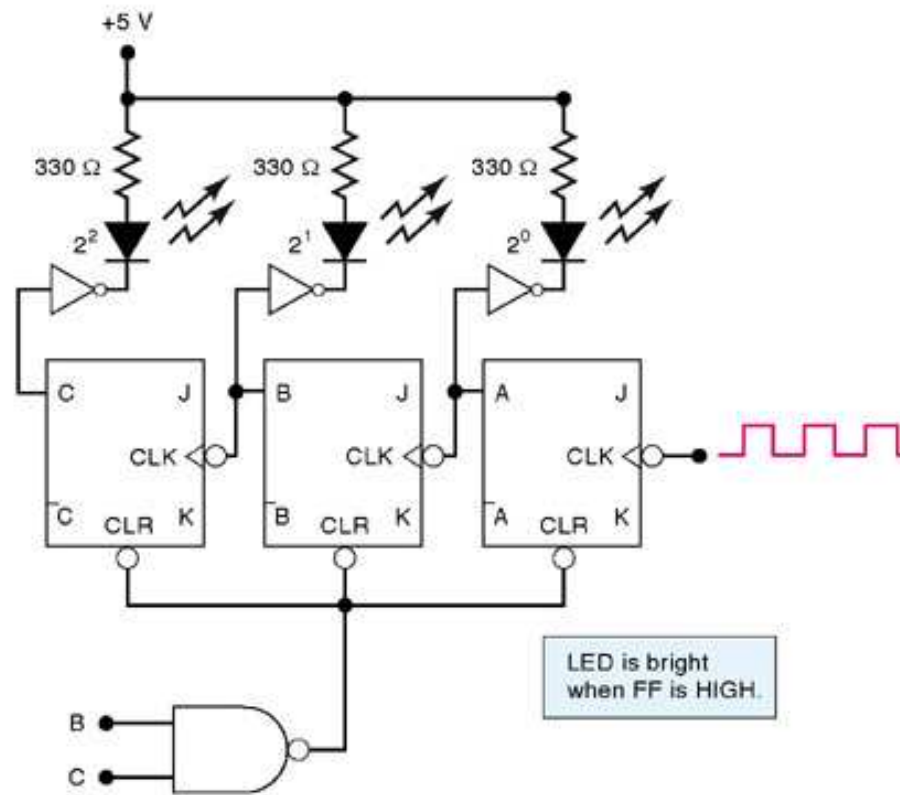 +5 V
330 Ω
330 Ω
330 Ω
2²
2¹
2⁰
C
J
B
J
A
J
CLK
CLK
CLK
C̅
CLR
K
B̅
CLR
K
A̅
CLR
K
LED is bright
when FF is HIGH.
B
C